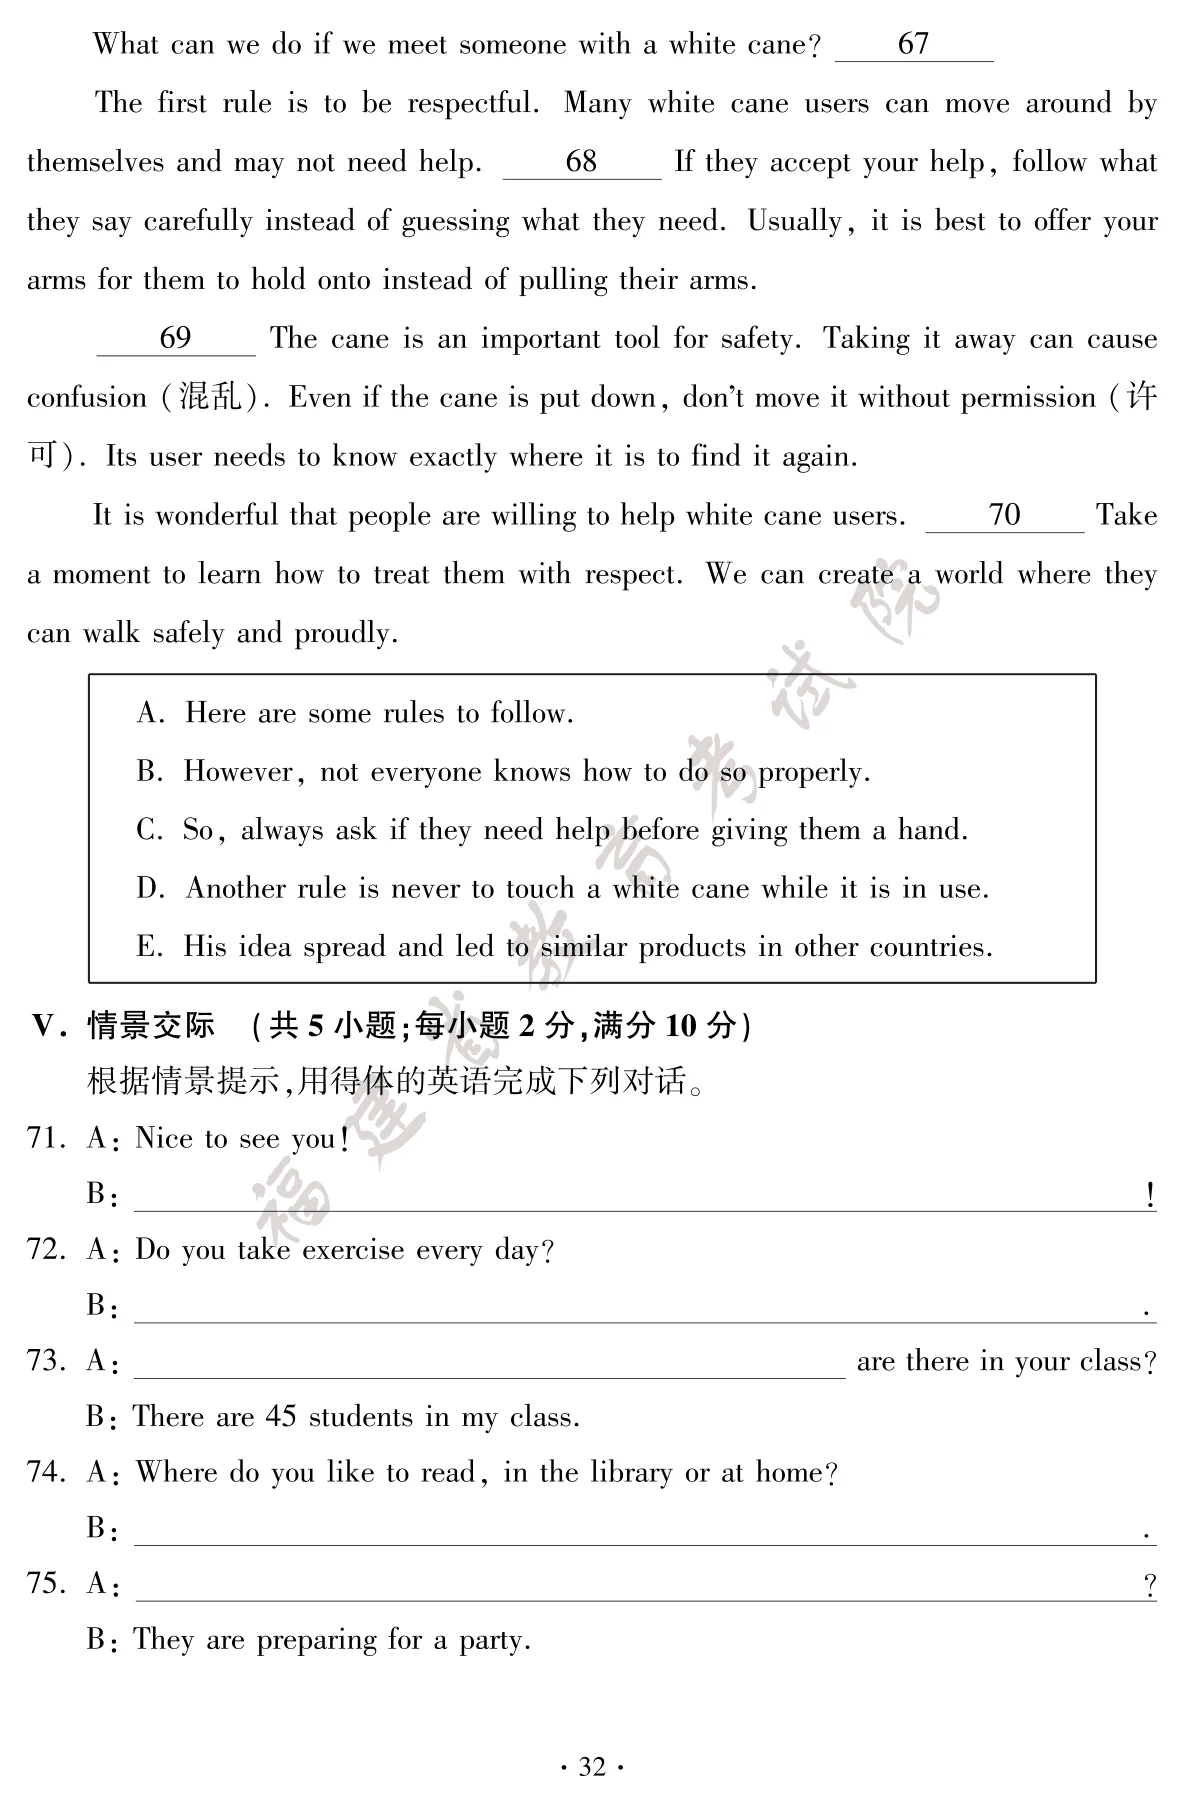 What can we do if we meet someone with a white cane? 67
The first rule is to be respectful. Many white cane users can move around by
themselves and may not need help. 68 If they accept your help, follow what
they say carefully instead of guessing what they need. Usually, it is best to offer your
arms for them to hold onto instead of pulling their arms.
69 The cane is an important tool for safety. Taking it away can cause
confusion (混乱). Even if the cane is put down, don't move it without permission (许
可). Its user needs to know exactly where it is to find it again.
It is wonderful that people are willing to help white cane users. 70 Take
a moment to learn how to treat them with respect. We can create a world where they
can walk safely and proudly.
A. Here are some rules to follow.
B. However, not everyone knows how to do so properly.
C. So, always ask if they need help before giving them a hand.
D. Another rule is never to touch a white cane while it is in use.
E. His idea spread and led to similar products in other countries.
V. 情景交际 (共5小题;每小题2分,满分10分)
根据情景提示,用得体的英语完成下列对话。
71. A: Nice to see you!
B: !
72. A: Do you take exercise every day?
B: .
73. A: are there in your class?
B: There are 45 students in my class.
74. A: Where do you like to read, in the library or at home?
B: .
75. A: ?
B: They are preparing for a party.
· 32 ·
福建省教育考试院